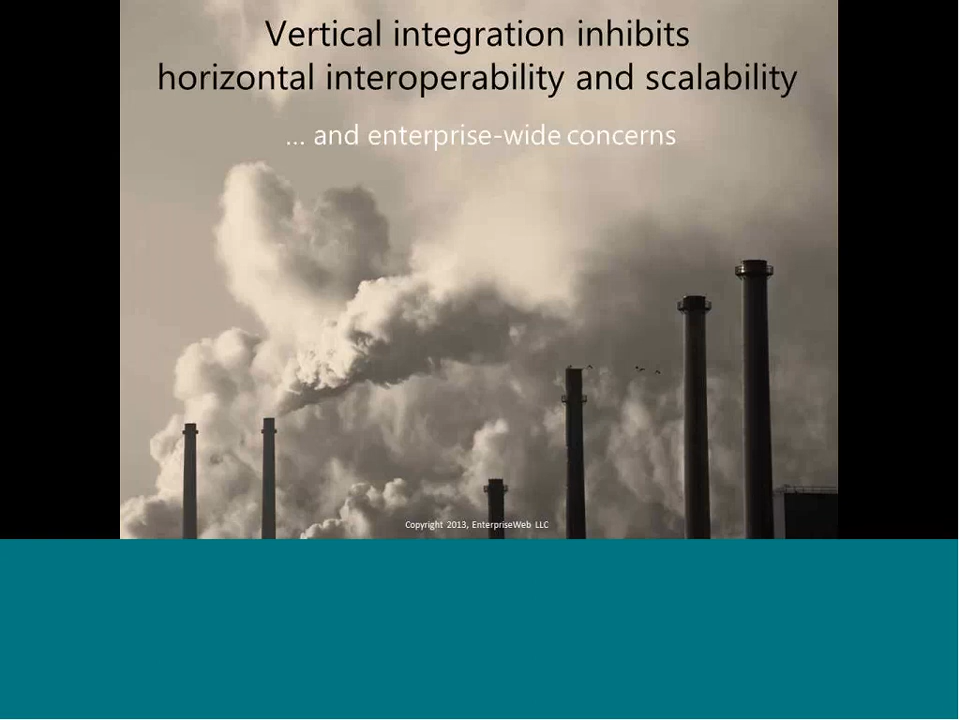 Vertical integration inhibits
horizontal interoperability and scalability
... and enterprise-wide concerns
Copyright 2013, EnterpriseWeb LLC